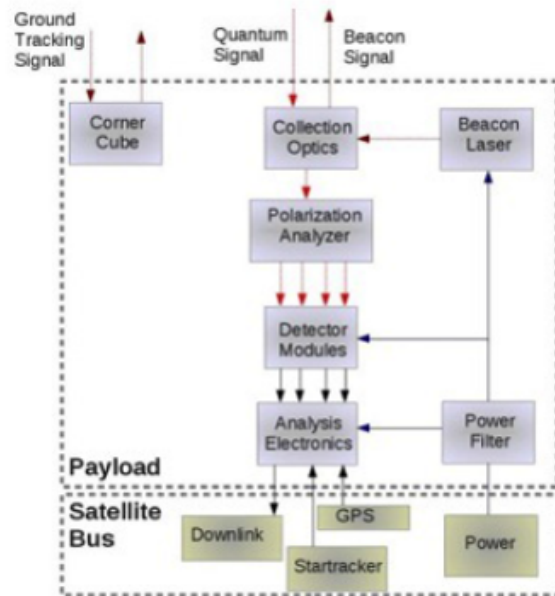 Ground
Tracking
Signal
Quantum
Signal
Beacon
Signal
Corner
Cube
Collection
Optics
Beacon
Laser
Polarization
Analyzer
Detector
Modules
Analysis
Electronics
Power
Filter
Payload
Satellite
Bus
Downlink
GPS
Startracker
Power